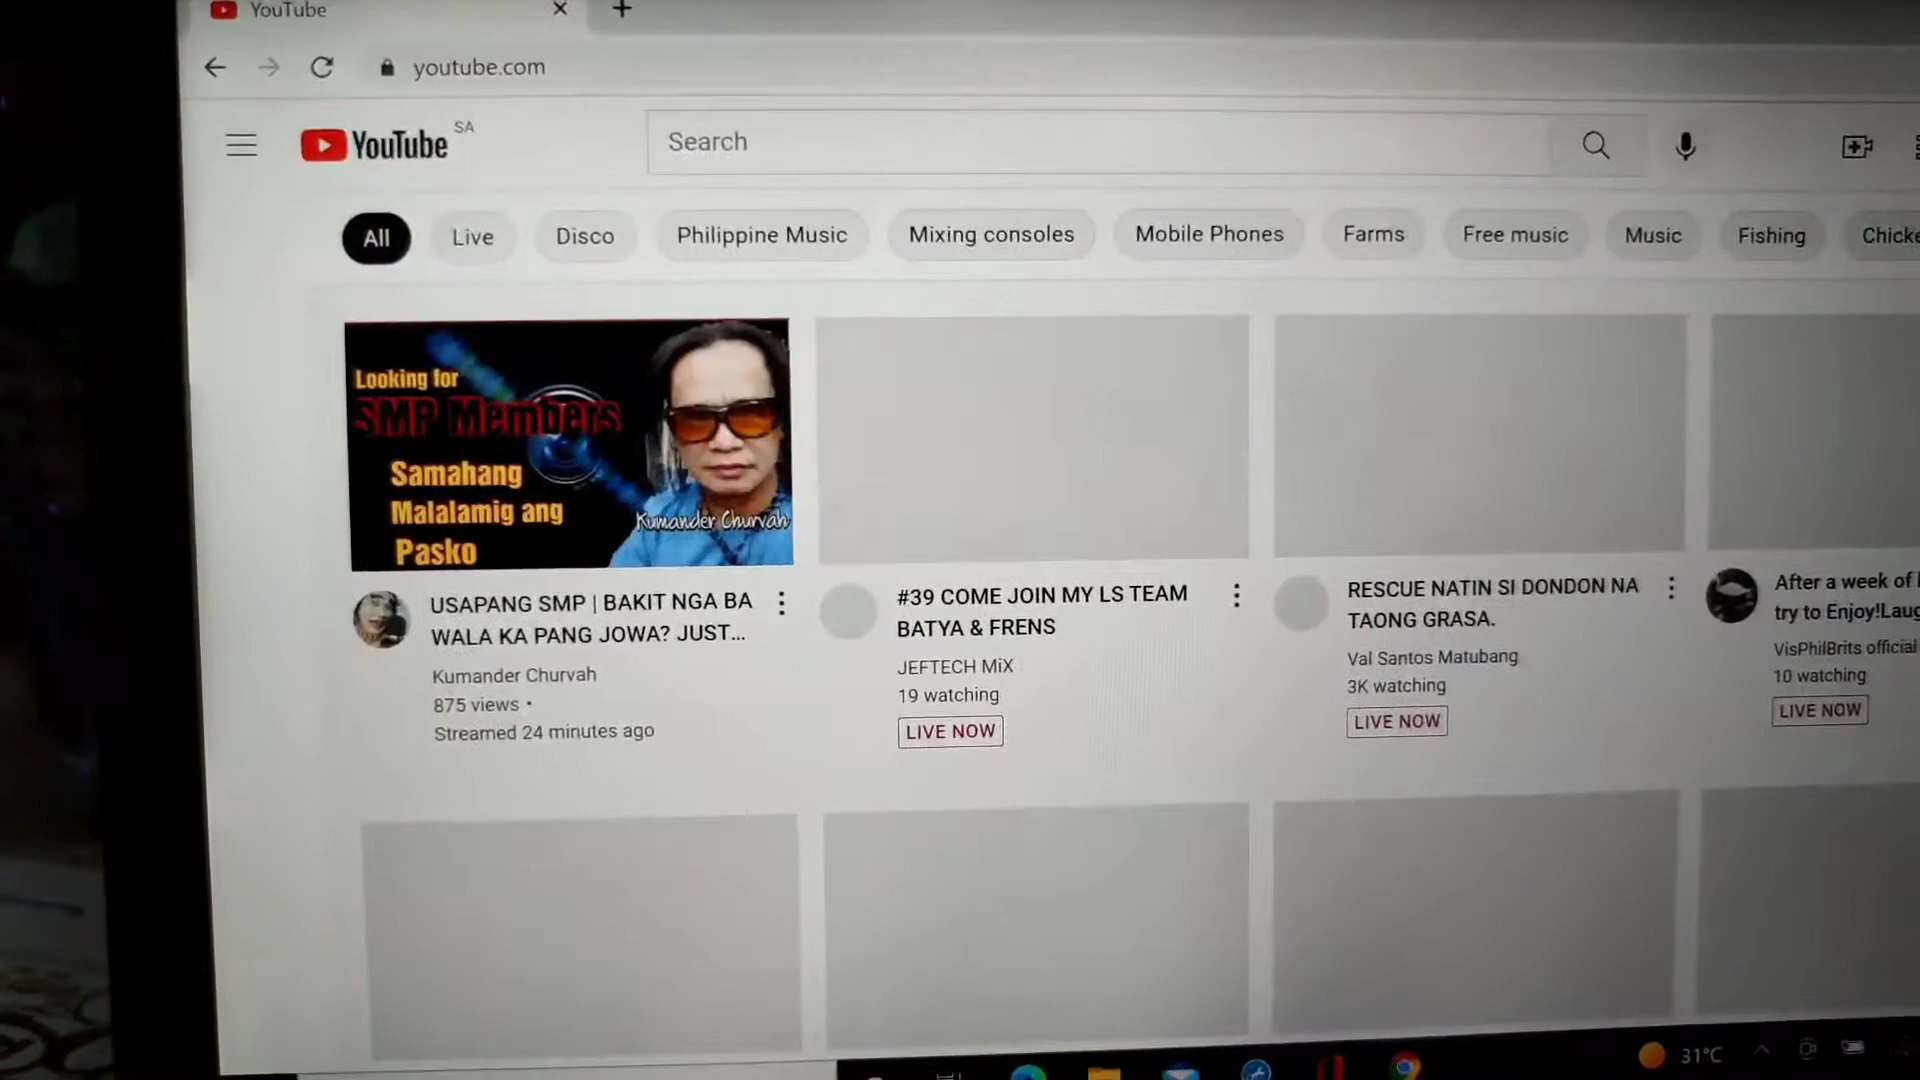 YouTube
youtube.com
YouTube SA
Search
All
Live
Disco
Philippine Music
Mixing consoles
Mobile Phones
Farms
Free music
Music
Fishing
Looking for
SMP Members
Samahang
Malalamig ang
Pasko
Kumander Churvah
USAPANG SMP | BAKIT NGA BA
WALA KA PANG JOWA? JUST...
Kumander Churvah
875 views •
Streamed 24 minutes ago
#39 COME JOIN MY LS TEAM
BATYA & FRENS
JEFTECH MiX
19 watching
LIVE NOW
RESCUE NATIN SI DONDON NA
TAONG GRASA.
Val Santos Matubang
3K watching
LIVE NOW
After a week of
try to Enjoy!Laug
VisPhilBrits official
10 watching
LIVE NOW
31°C